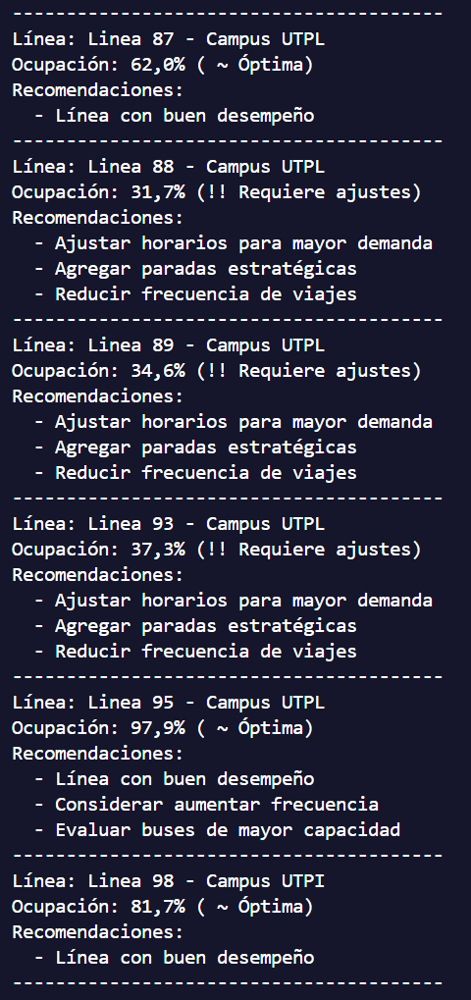 ----------------------------------------
Línea: Linea 87 - Campus UTPL
Ocupación: 62,0% ( ~ Óptima)
Recomendaciones:
  - Línea con buen desempeño
----------------------------------------
Línea: Linea 88 - Campus UTPL
Ocupación: 31,7% (!! Requiere ajustes)
Recomendaciones:
  - Ajustar horarios para mayor demanda
  - Agregar paradas estratégicas
  - Reducir frecuencia de viajes
----------------------------------------
Línea: Linea 89 - Campus UTPL
Ocupación: 34,6% (!! Requiere ajustes)
Recomendaciones:
  - Ajustar horarios para mayor demanda
  - Agregar paradas estratégicas
  - Reducir frecuencia de viajes
----------------------------------------
Línea: Linea 93 - Campus UTPL
Ocupación: 37,3% (!! Requiere ajustes)
Recomendaciones:
  - Ajustar horarios para mayor demanda
  - Agregar paradas estratégicas
  - Reducir frecuencia de viajes
----------------------------------------
Línea: Linea 95 - Campus UTPL
Ocupación: 97,9% ( ~ Óptima)
Recomendaciones:
  - Línea con buen desempeño
  - Considerar aumentar frecuencia
  - Evaluar buses de mayor capacidad
----------------------------------------
Línea: Linea 98 - Campus UTPI
Ocupación: 81,7% ( ~ Óptima)
Recomendaciones:
  - Línea con buen desempeño
----------------------------------------